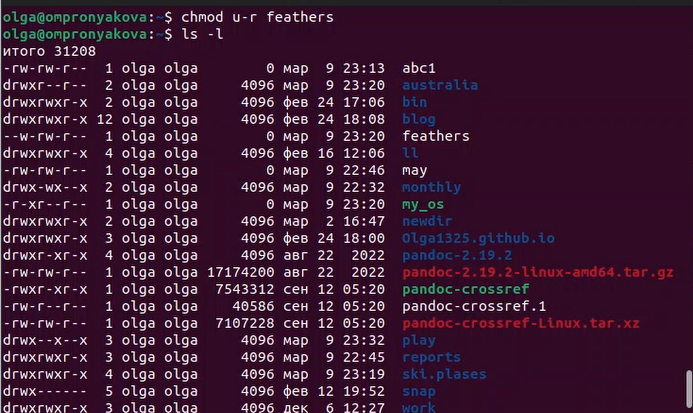 olga@ompronyakova:~$ chmod u-r feathers
olga@ompronyakova:~$ ls -l
итого 31208
-rw-rw-r-- 1 olga olga 0 мар 9 23:13 abc1
drwxr--r-- 2 olga olga 4096 мар 9 23:20 australia
drwxrwxr-x 2 olga olga 4096 фев 24 17:06 bin
drwxrwxr-x 12 olga olga 4096 фев 24 18:08 blog
--w-rw-r-- 1 olga olga 0 мар 9 23:20 feathers
drwxrwxr-x 4 olga olga 4096 фев 16 12:06 ll
-rw-rw-r-- 1 olga olga 0 мар 9 22:46 may
drwx-wx--x 2 olga olga 4096 мар 9 22:32 monthly
-r-xr--r-- 1 olga olga 0 мар 9 23:20 my_os
drwxrwxr-x 2 olga olga 4096 мар 2 16:47 newdir
drwxrwxr-x 3 olga olga 4096 фев 24 18:00 Olga1325.github.io
drwxr-xr-x 4 olga olga 4096 авг 22 2022 pandoc-2.19.2
-rw-rw-r-- 1 olga olga 17174200 авг 22 2022 pandoc-2.19.2-linux-amd64.tar.gz
-rwxr-xr-x 1 olga olga 7543312 сен 12 05:20 pandoc-crossref
-rw-r--r-- 1 olga olga 40586 сен 12 05:20 pandoc-crossref.1
-rw-rw-r-- 1 olga olga 7107228 сен 12 05:20 pandoc-crossref-Linux.tar.xz
drwx--x--x 3 olga olga 4096 мар 9 23:32 play
drwxrwxr-x 3 olga olga 4096 мар 9 22:45 reports
drwxrwxr-x 4 olga olga 4096 мар 9 23:19 ski.plases
drwx------ 5 olga olga 4096 фев 12 19:52 snap
drwxrwxr-x 3 olga olga 4096 дек 6 12:27 work